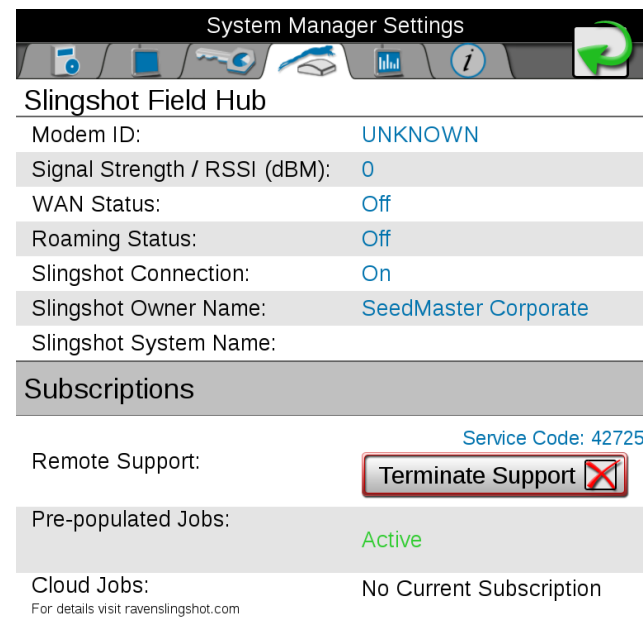 System Manager Settings
i
Slingshot Field Hub
Modem ID: UNKNOWN
Signal Strength / RSSI (dBM): 0
WAN Status: Off
Roaming Status: Off
Slingshot Connection: On
Slingshot Owner Name: SeedMaster Corporate
Slingshot System Name:
Subscriptions
Service Code: 42725
Remote Support:
Terminate Support
Pre-populated Jobs:
Active
Cloud Jobs: No Current Subscription
For details visit ravenslingshot.com